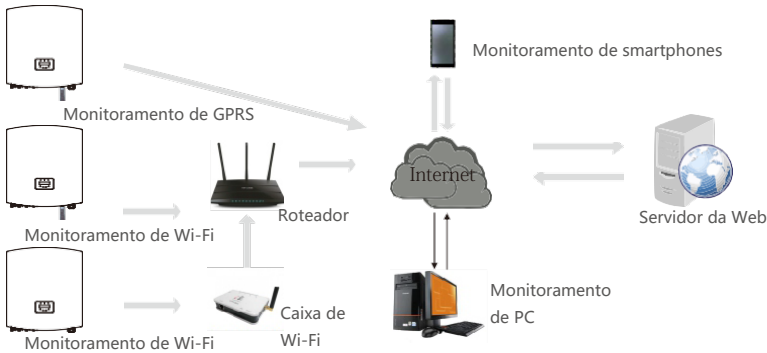 Monitoramento de smartphones
Monitoramento de GPRS
Internet
Roteador
Servidor da Web
Monitoramento de Wi-Fi
Monitoramento
de PC
Caixa de
Wi-Fi
Monitoramento de Wi-Fi